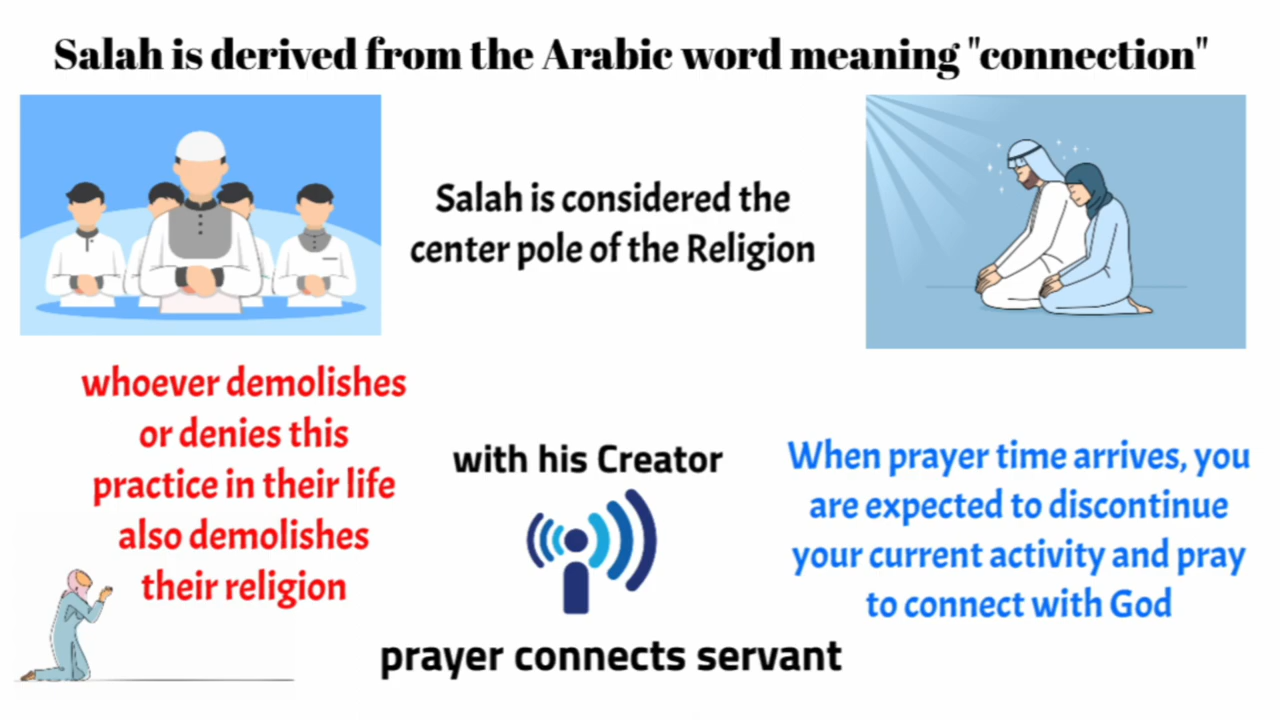 Salah is derived from the Arabic word meaning "connection"
Salah is considered the
center pole of the Religion
whoever demolishes
or denies this
practice in their life
also demolishes
their religion
with his Creator
prayer connects servant
When prayer time arrives, you
are expected to discontinue
your current activity and pray
to connect with God